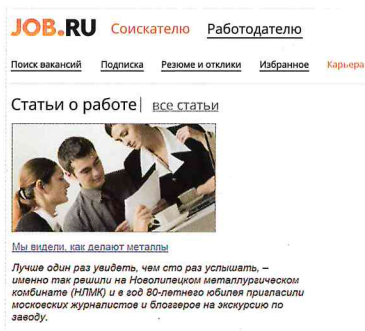 JOB.RU Соискателю Работодателю
Поиск вакансий Подписка Резюме и отклики Избранное Карьера
Статьи о работе| все статьи
Мы видели, как делают металлы
Лучше один раз увидеть, чем сто раз услышать, –
именно так решили на Новолипецком металлургическом
комбинате (НЛМК) и в год 80-летнего юбилея пригласили
московских журналистов и блоггеров на экскурсию по
заводу.